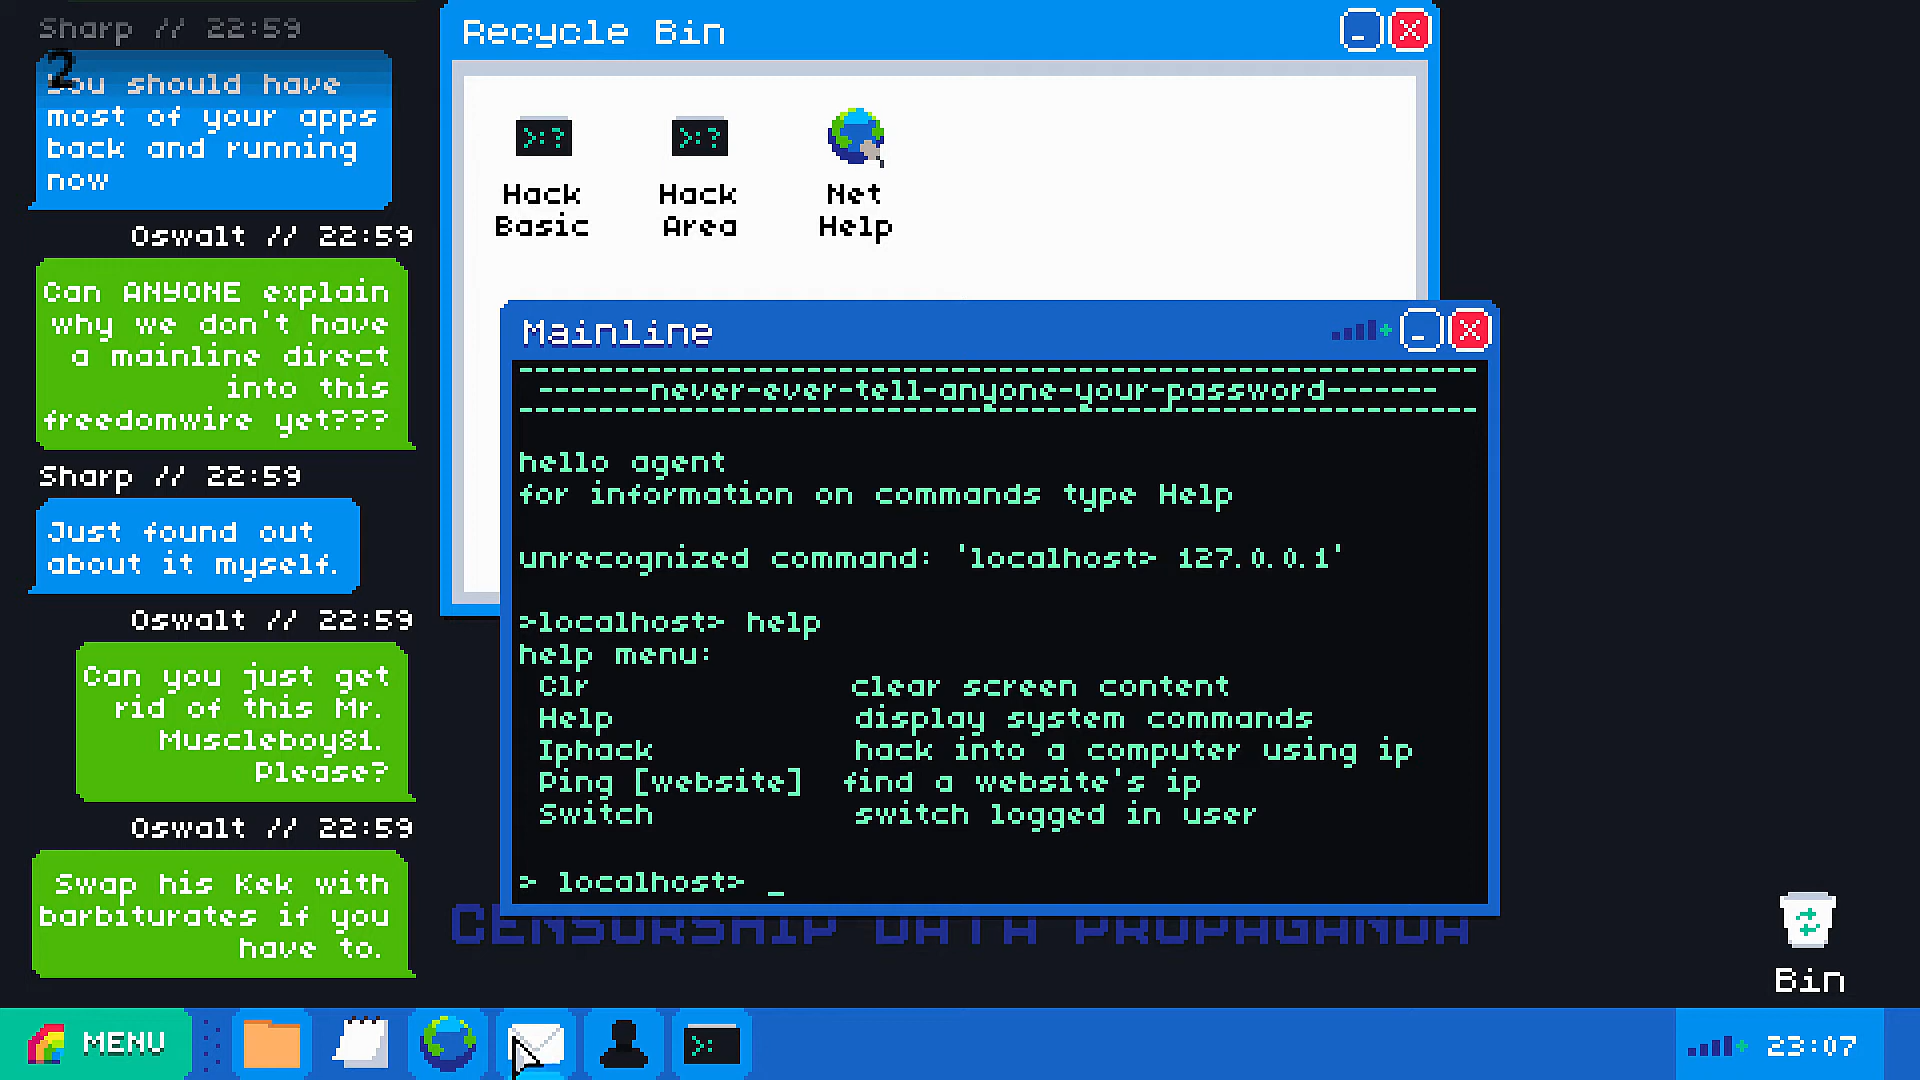 Sharp // 22:59
2
You should have
most of your apps
back and running
now
Oswalt // 22:59
Can ANYONE explain
why we don't have
a mainline direct
into this
freedomwire yet???
Sharp // 22:59
Just found out
about it myself.
Oswalt // 22:59
Can you just get
rid of this Mr.
Muscleboy81.
Please?
Oswalt // 22:59
Swap his Kek with
barbiturates if you
have to.
Recycle Bin
>:?
>:?
Hack
Basic
Hack
Area
Net
Help
Mainline
-------never-ever-tell-anyone-your-password-------
hello agent
for information on commands type Help
unrecognized command: 'localhost> 127.0.0.1'
>localhost> help
help menu:
Clr clear screen content
Help display system commands
Iphack hack into a computer using ip
Ping [website] find a website's ip
Switch switch logged in user
> localhost> _
CENSORSHIP DATA PROPAGANDA
Bin
MENU
>:
23:07